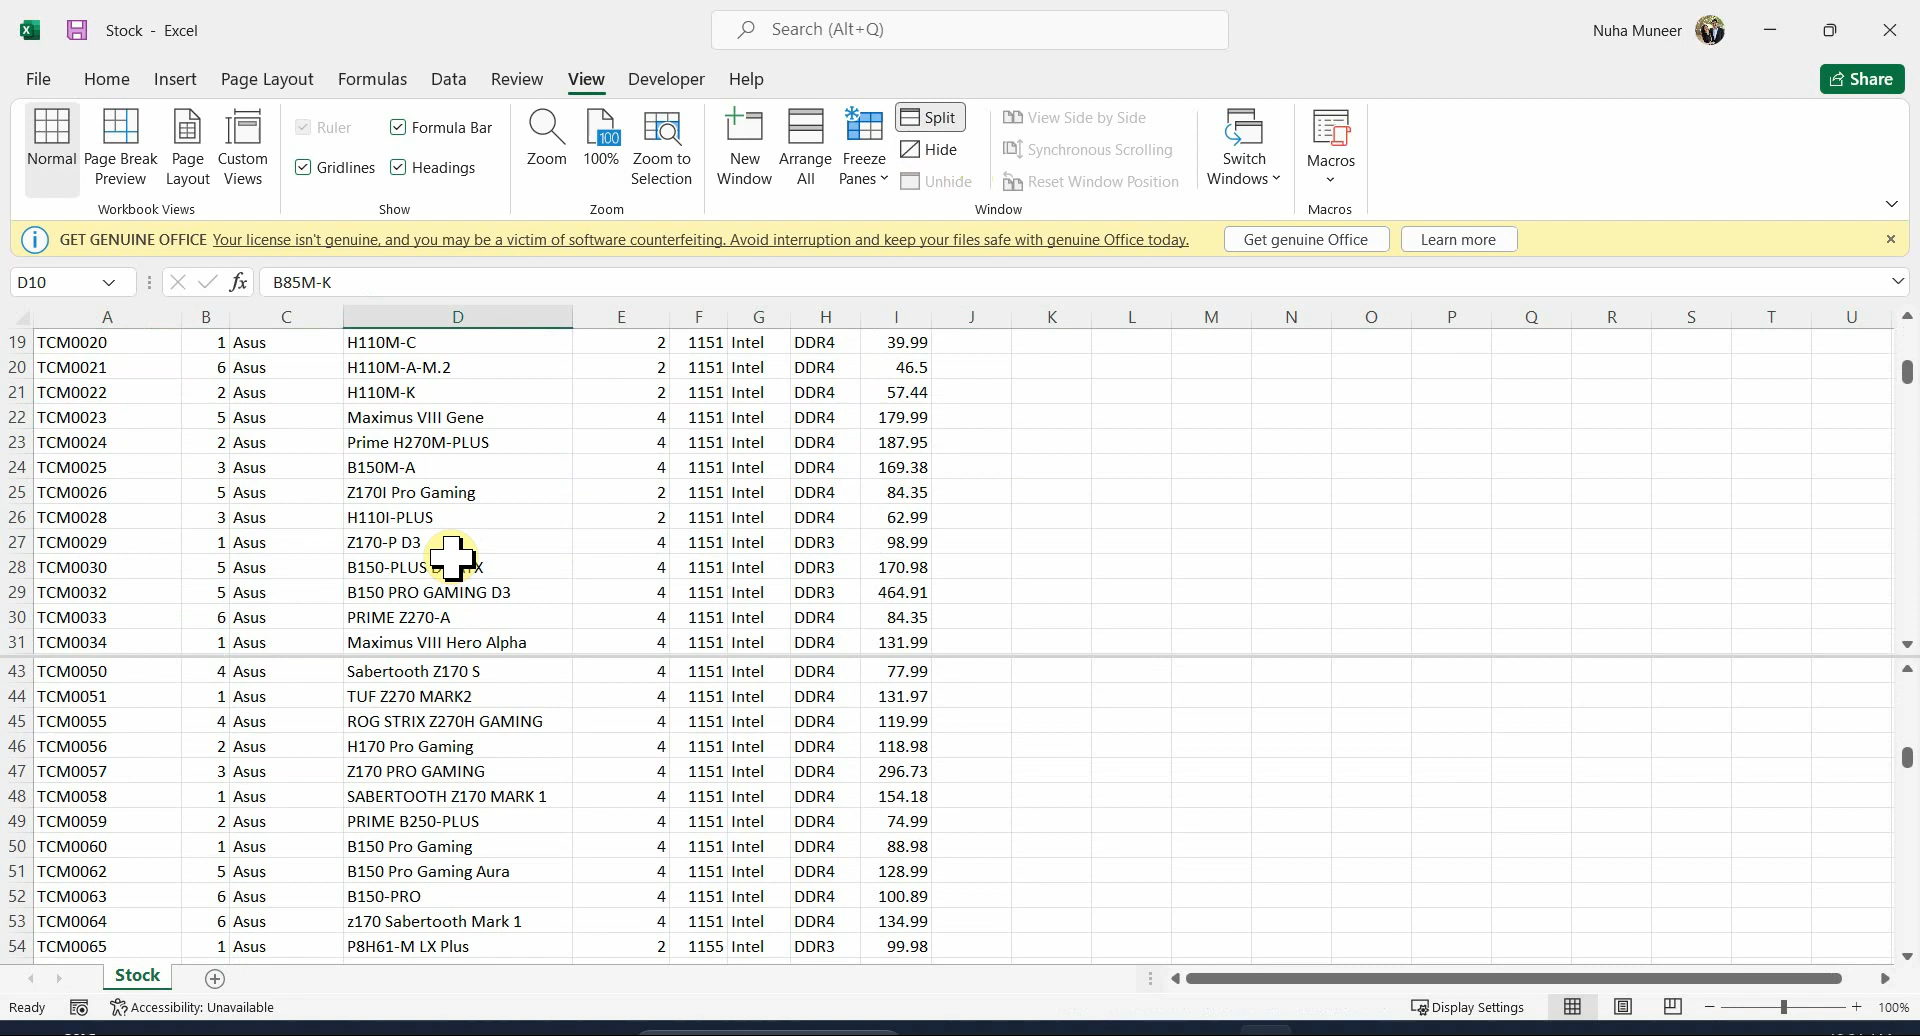 Stock - Excel
Search (Alt+Q)
Nuha Muneer
File Home Insert Page Layout Formulas Data Review View Developer Help
Share
Normal
Page Break Preview
Page Layout
Custom Views
Workbook Views
Ruler
Formula Bar
Gridlines
Headings
Show
Zoom
100
100%
Zoom to Selection
Zoom
New Window
Arrange All
Freeze Panes
Split
Hide
Unhide
View Side by Side
Synchronous Scrolling
Reset Window Position
Window
Switch Windows
Macros
Macros
GET GENUINE OFFICE Your license isn't genuine, and you may be a victim of software counterfeiting. Avoid interruption and keep your files safe with genuine Office today.
Get genuine Office
Learn more
D10
fx
B85M-K
A B C D E F G H I J K L M N O P Q R S T U
19 TCM0020 1 Asus H110M-C 2 1151 Intel DDR4 39.99
20 TCM0021 6 Asus H110M-A-M.2 2 1151 Intel DDR4 46.5
21 TCM0022 2 Asus H110M-K 2 1151 Intel DDR4 57.44
22 TCM0023 5 Asus Maximus VIII Gene 4 1151 Intel DDR4 179.99
23 TCM0024 2 Asus Prime H270M-PLUS 4 1151 Intel DDR4 187.95
24 TCM0025 3 Asus B150M-A 4 1151 Intel DDR4 169.38
25 TCM0026 5 Asus Z170I Pro Gaming 2 1151 Intel DDR4 84.35
26 TCM0028 3 Asus H110I-PLUS 2 1151 Intel DDR4 62.99
27 TCM0029 1 Asus Z170-P D3 4 1151 Intel DDR3 98.99
28 TCM0030 5 Asus B150-PLUS 4 1151 Intel DDR3 170.98
29 TCM0032 5 Asus B150 PRO GAMING D3 4 1151 Intel DDR3 464.91
30 TCM0033 6 Asus PRIME Z270-A 4 1151 Intel DDR4 84.35
31 TCM0034 1 Asus Maximus VIII Hero Alpha 4 1151 Intel DDR4 131.99
43 TCM0050 4 Asus Sabertooth Z170 S 4 1151 Intel DDR4 77.99
44 TCM0051 1 Asus TUF Z270 MARK2 4 1151 Intel DDR4 131.97
45 TCM0055 4 Asus ROG STRIX Z270H GAMING 4 1151 Intel DDR4 119.99
46 TCM0056 2 Asus H170 Pro Gaming 4 1151 Intel DDR4 118.98
47 TCM0057 3 Asus Z170 PRO GAMING 4 1151 Intel DDR4 296.73
48 TCM0058 1 Asus SABERTOOTH Z170 MARK 1 4 1151 Intel DDR4 154.18
49 TCM0059 2 Asus PRIME B250-PLUS 4 1151 Intel DDR4 74.99
50 TCM0060 1 Asus B150 Pro Gaming 4 1151 Intel DDR4 88.98
51 TCM0062 5 Asus B150 Pro Gaming Aura 4 1151 Intel DDR4 128.99
52 TCM0063 6 Asus B150-PRO 4 1151 Intel DDR4 100.89
53 TCM0064 6 Asus z170 Sabertooth Mark 1 4 1151 Intel DDR4 134.99
54 TCM0065 1 Asus P8H61-M LX Plus 2 1155 Intel DDR3 99.98
Stock
Ready
Accessibility: Unavailable
Display Settings
100%